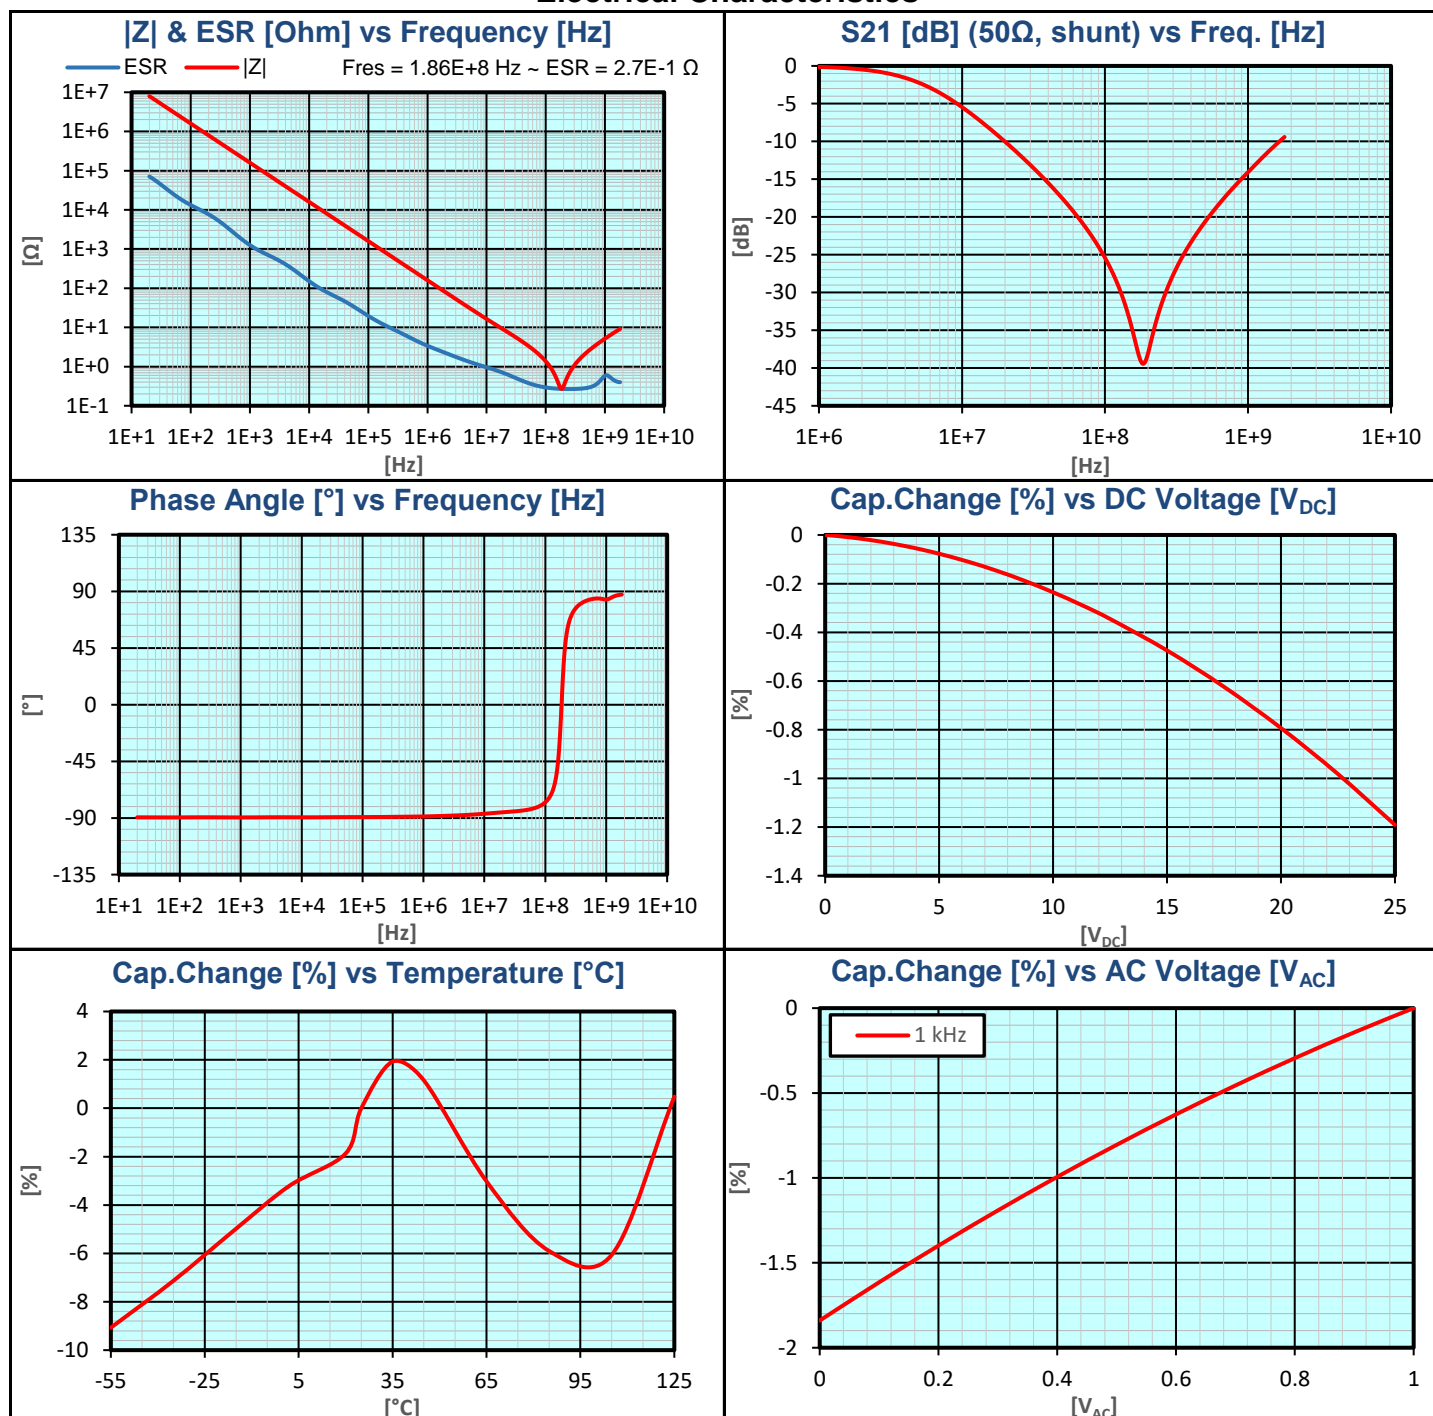 Electrical Characteristics
|Z| & ESR [Ohm] vs Frequency [Hz]
ESR |Z| Fres = 1.86E+8 Hz ~ ESR = 2.7E-1 Ω
1E+7
1E+6
1E+5
1E+4
1E+3
1E+2
1E+1
1E+0
1E-1
[Ω]
1E+1 1E+2 1E+3 1E+4 1E+5 1E+6 1E+7 1E+8 1E+9 1E+10
[Hz]
S21 [dB] (50Ω, shunt) vs Freq. [Hz]
0
-5
-10
-15
-20
-25
-30
-35
-40
-45
[dB]
1E+6 1E+7 1E+8 1E+9 1E+10
[Hz]
Phase Angle [°] vs Frequency [Hz]
135
90
45
0
-45
-90
-135
[°]
1E+1 1E+2 1E+3 1E+4 1E+5 1E+6 1E+7 1E+8 1E+9 1E+10
[Hz]
Cap.Change [%] vs DC Voltage [VDC]
0
-0.2
-0.4
-0.6
-0.8
-1
-1.2
-1.4
[%]
0 5 10 15 20 25
[VDC]
Cap.Change [%] vs Temperature [°C]
4
2
0
-2
-4
-6
-8
-10
[%]
-55 -25 5 35 65 95 125
[°C]
Cap.Change [%] vs AC Voltage [VAC]
1 kHz
0
-0.5
-1
-1.5
-2
[%]
0 0.2 0.4 0.6 0.8 1
[VAC]